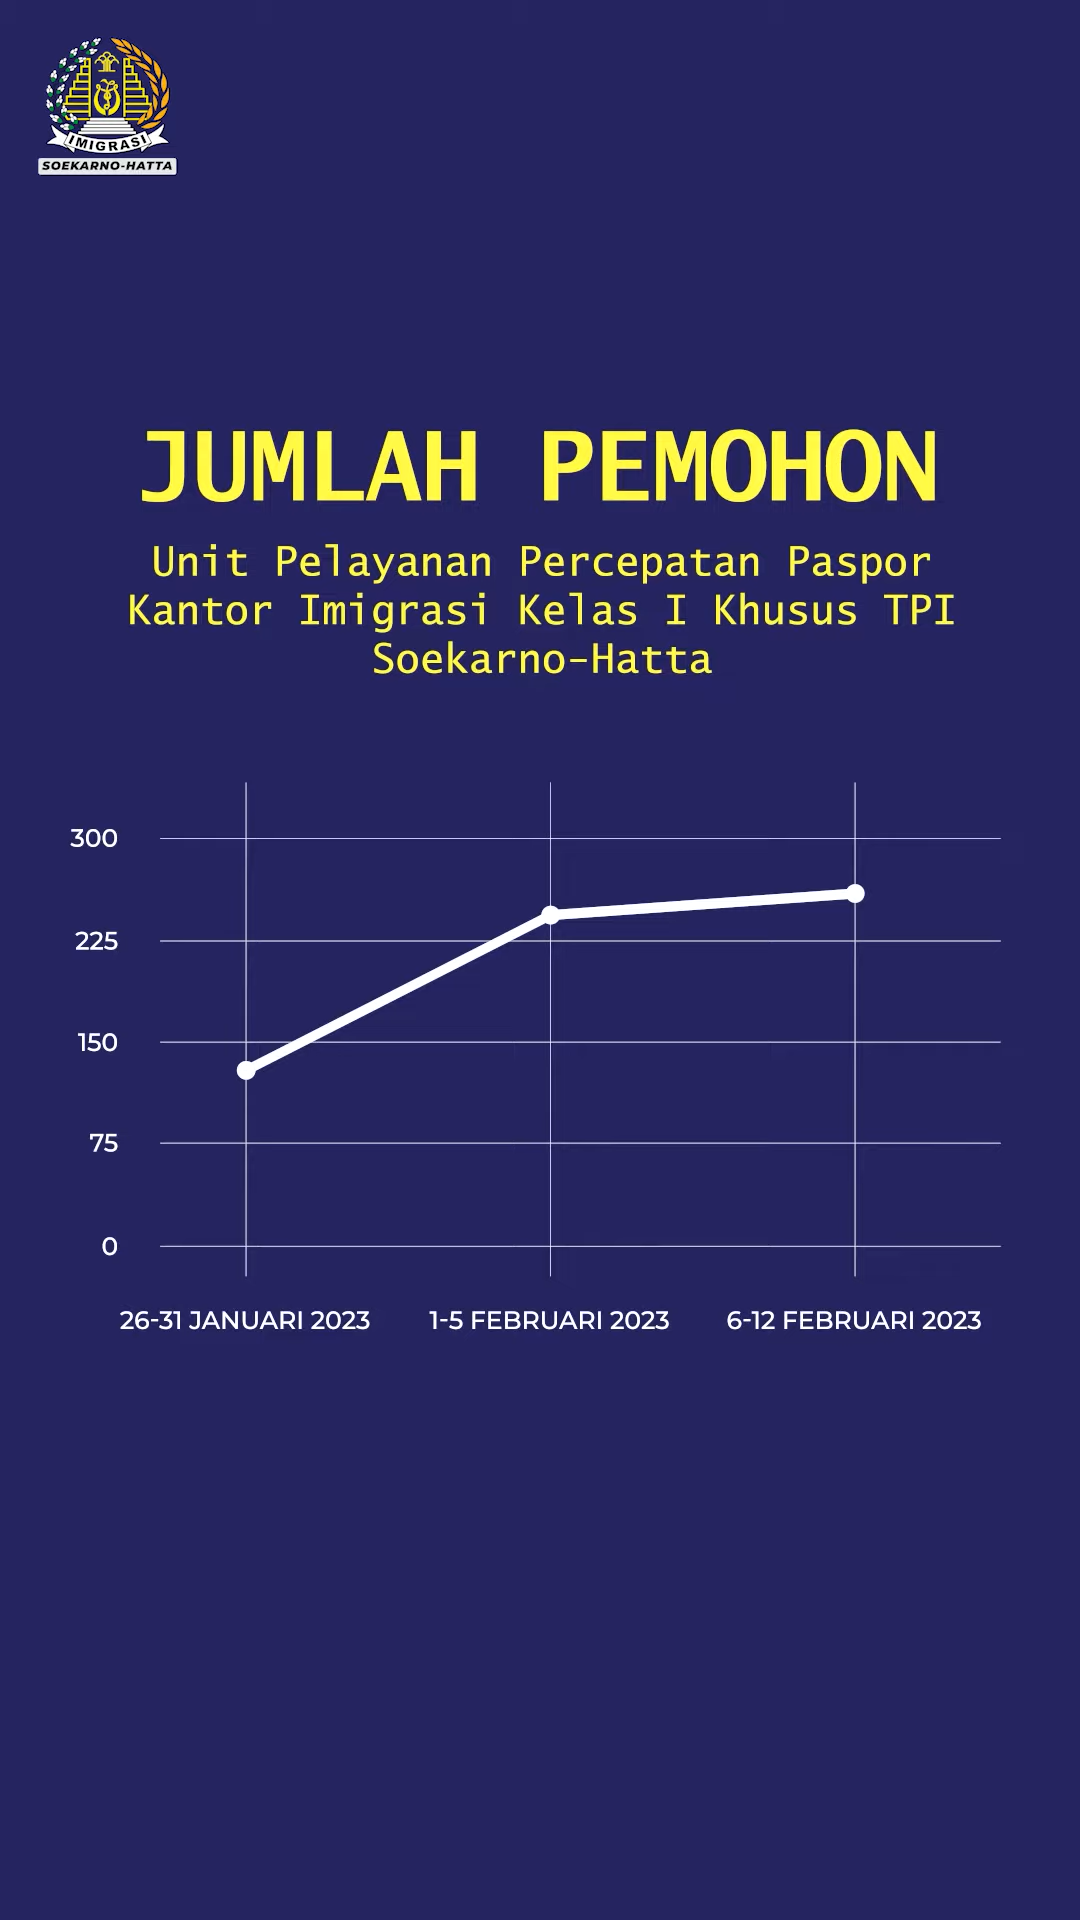 IMIGRASI
SOEKARNO-HATTA
JUMLAH PEMOHON
Unit Pelayanan Percepatan Paspor
Kantor Imigrasi Kelas I Khusus TPI
Soekarno-Hatta
300
225
150
75
0
26-31 JANUARI 2023 1-5 FEBRUARI 2023 6-12 FEBRUARI 2023